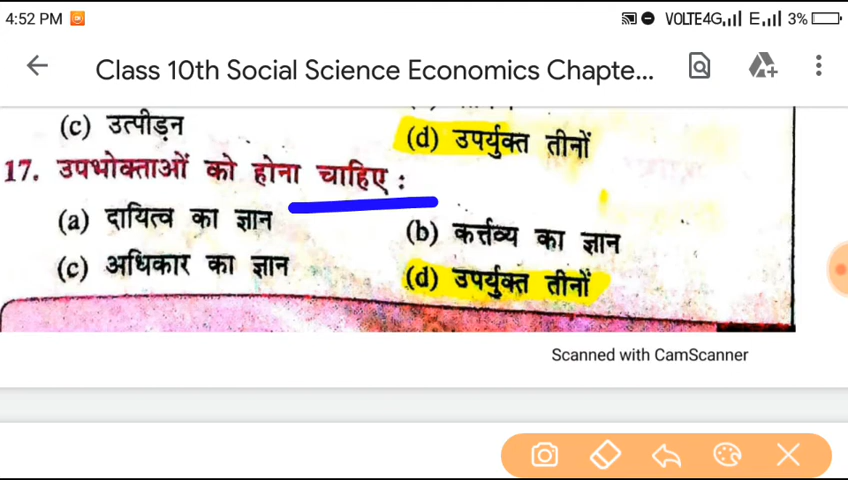 4:52 PM VOLTE4G E 3%
Class 10th Social Science Economics Chapte...
(c) उत्पीड़न (d) उपर्युक्त तीनों
17. उपभोक्ताओं को होना चाहिए :
(a) दायित्व का ज्ञान (b) कर्त्तव्य का ज्ञान
(c) अधिकार का ज्ञान (d) उपर्युक्त तीनों
Scanned with CamScanner